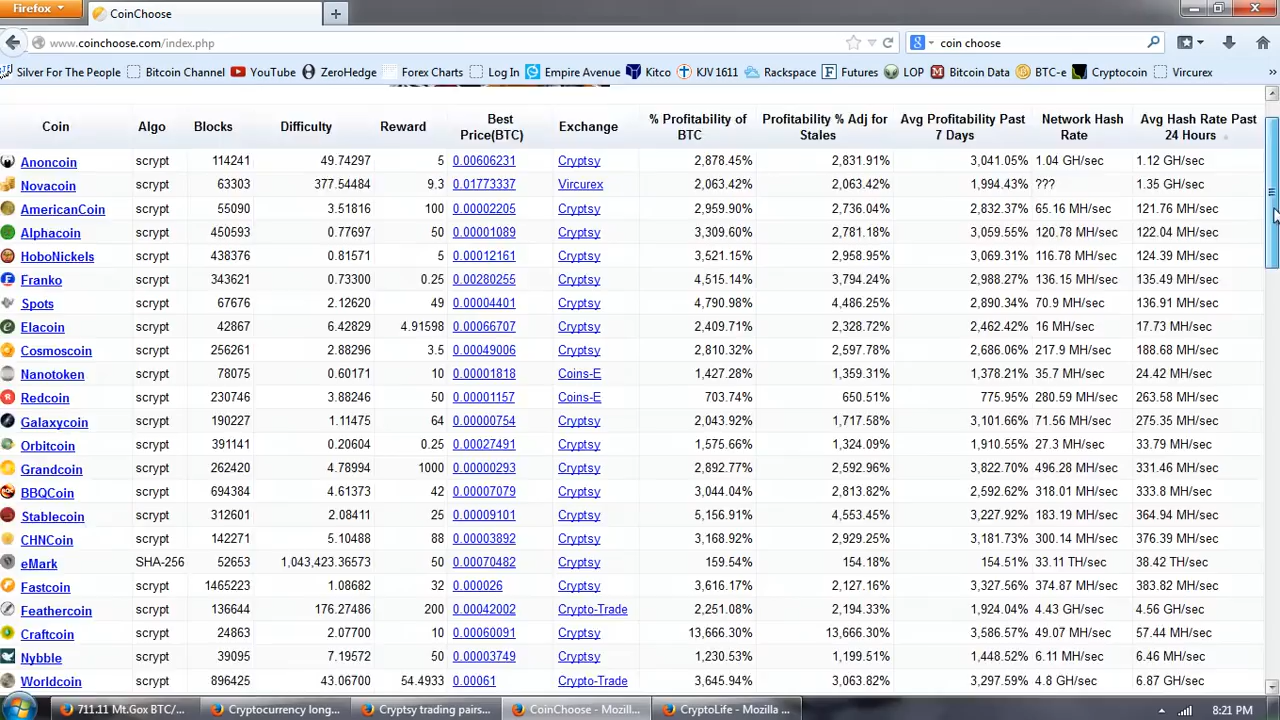 Firefox
CoinChoose
www.coinchoose.com/index.php
coin choose
Silver For The People Bitcoin Channel YouTube ZeroHedge Forex Charts Log In Empire Avenue Kitco KJV 1611 Rackspace Futures LOP Bitcoin Data BTC-e Cryptocoin Vircurex »
Coin Algo Blocks Difficulty Reward Best Price(BTC) Exchange % Profitability of BTC Profitability % Adj for Stales Avg Profitability Past 7 Days Network Hash Rate Avg Hash Rate Past 24 Hours
Anoncoin scrypt 114241 49.74297 5 0.00606231 Cryptsy 2,878.45% 2,831.91% 3,041.05% 1.04 GH/sec 1.12 GH/sec
Novacoin scrypt 63303 377.54484 9.3 0.01773337 Vircurex 2,063.42% 2,063.42% 1,994.43% ??? 1.35 GH/sec
AmericanCoin scrypt 55090 3.51816 100 0.00002205 Cryptsy 2,959.90% 2,736.04% 2,832.37% 65.16 MH/sec 121.76 MH/sec
Alphacoin scrypt 450593 0.77697 50 0.00001089 Cryptsy 3,309.60% 2,781.18% 3,059.55% 120.78 MH/sec 122.04 MH/sec
HoboNickels scrypt 438376 0.81571 5 0.00012161 Cryptsy 3,521.15% 2,958.95% 3,069.31% 116.78 MH/sec 124.39 MH/sec
Franko scrypt 343621 0.73300 0.25 0.00280255 Cryptsy 4,515.14% 3,794.24% 2,988.27% 136.15 MH/sec 135.49 MH/sec
Spots scrypt 67676 2.12620 49 0.00004401 Cryptsy 4,790.98% 4,486.25% 2,890.34% 70.9 MH/sec 136.91 MH/sec
Elacoin scrypt 42867 6.42829 4.91598 0.00066707 Cryptsy 2,409.71% 2,328.72% 2,462.42% 16 MH/sec 17.73 MH/sec
Cosmoscoin scrypt 256261 2.88296 3.5 0.00049006 Cryptsy 2,810.32% 2,597.78% 2,686.06% 217.9 MH/sec 188.68 MH/sec
Nanotoken scrypt 78075 0.60171 10 0.00001818 Coins-E 1,427.28% 1,359.31% 1,378.21% 35.7 MH/sec 24.42 MH/sec
Redcoin scrypt 230746 3.88246 50 0.00001157 Coins-E 703.74% 650.51% 775.95% 280.59 MH/sec 263.58 MH/sec
Galaxycoin scrypt 190227 1.11475 64 0.00000754 Cryptsy 2,043.92% 1,717.58% 3,101.66% 71.56 MH/sec 275.35 MH/sec
Orbitcoin scrypt 391141 0.20604 0.25 0.00027491 Cryptsy 1,575.66% 1,324.09% 1,910.05% 27.3 MH/sec 33.79 MH/sec
Grandcoin scrypt 262420 4.78994 1000 0.00000293 Cryptsy 2,892.77% 2,592.96% 3,822.70% 496.28 MH/sec 331.46 MH/sec
BBQCoin scrypt 694384 4.61373 42 0.00007079 Cryptsy 3,044.04% 2,813.82% 2,592.62% 318.01 MH/sec 333.8 MH/sec
Stablecoin scrypt 312601 2.08411 25 0.00009101 Cryptsy 5,156.91% 4,553.45% 3,227.92% 183.19 MH/sec 364.94 MH/sec
CHNCoin scrypt 142271 5.10488 88 0.00003892 Cryptsy 3,168.92% 2,929.25% 3,181.73% 300.14 MH/sec 376.39 MH/sec
eMark SHA-256 52653 1,043,423.36573 50 0.00070482 Cryptsy 159.54% 154.18% 154.51% 33.11 TH/sec 38.42 TH/sec
Fastcoin scrypt 1465223 1.08682 32 0.000026 Cryptsy 3,616.17% 2,127.16% 3,327.56% 374.87 MH/sec 383.82 MH/sec
Feathercoin scrypt 136644 176.27486 200 0.00042002 Crypto-Trade 2,251.08% 2,194.33% 1,924.04% 4.43 GH/sec 4.56 GH/sec
Craftcoin scrypt 24863 2.07700 10 0.00060091 Cryptsy 13,666.30% 13,666.30% 3,586.57% 49.07 MH/sec 57.44 MH/sec
Nybble scrypt 39095 7.19572 50 0.00003749 Cryptsy 1,230.53% 1,199.51% 1,448.52% 6.11 MH/sec 6.46 MH/sec
Worldcoin scrypt 896425 43.06700 54.4933 0.00061 Crypto-Trade 3,645.94% 3,063.82% 3,297.59% 4.8 GH/sec 6.87 GH/sec
711.11 Mt.Gox BTC/... Cryptocurrency long... Cryptsy trading pairs... CoinChoose - Mozill... CryptoLife - Mozilla ... 8:21 PM